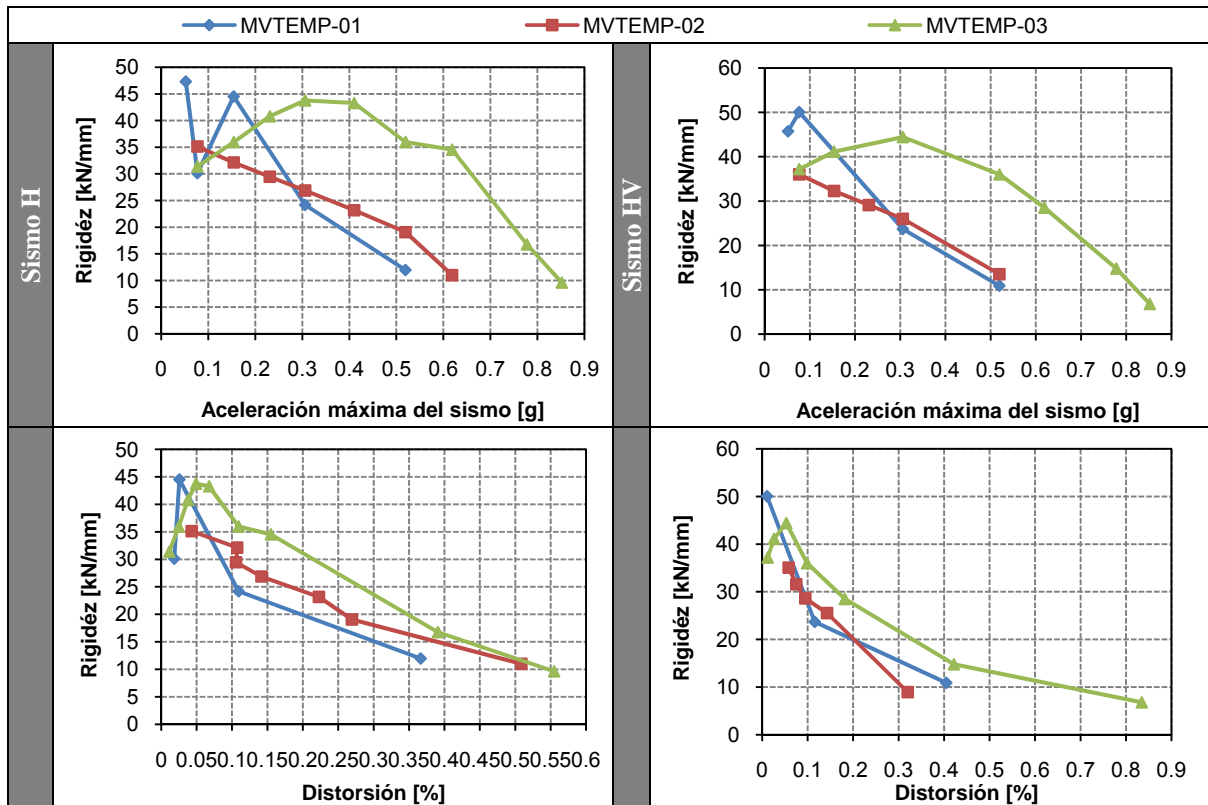 MVTEMP-01 MVTEMP-02 MVTEMP-03
Sismo H
Rigidéz [kN/mm]
50
45
40
35
30
25
20
15
10
5
0
0 0.1 0.2 0.3 0.4 0.5 0.6 0.7 0.8 0.9
Aceleración máxima del sismo [g]
Sismo HV
Rigidéz [kN/mm]
60
50
40
30
20
10
0
0 0.1 0.2 0.3 0.4 0.5 0.6 0.7 0.8 0.9
Aceleración máxima del sismo [g]
Rigidéz [kN/mm]
50
45
40
35
30
25
20
15
10
5
0
0 0.050.10.150.20.250.30.350.40.450.50.550.6
Distorsión [%]
Rigidéz [kN/mm]
60
50
40
30
20
10
0
0 0.1 0.2 0.3 0.4 0.5 0.6 0.7 0.8 0.9
Distorsión [%]